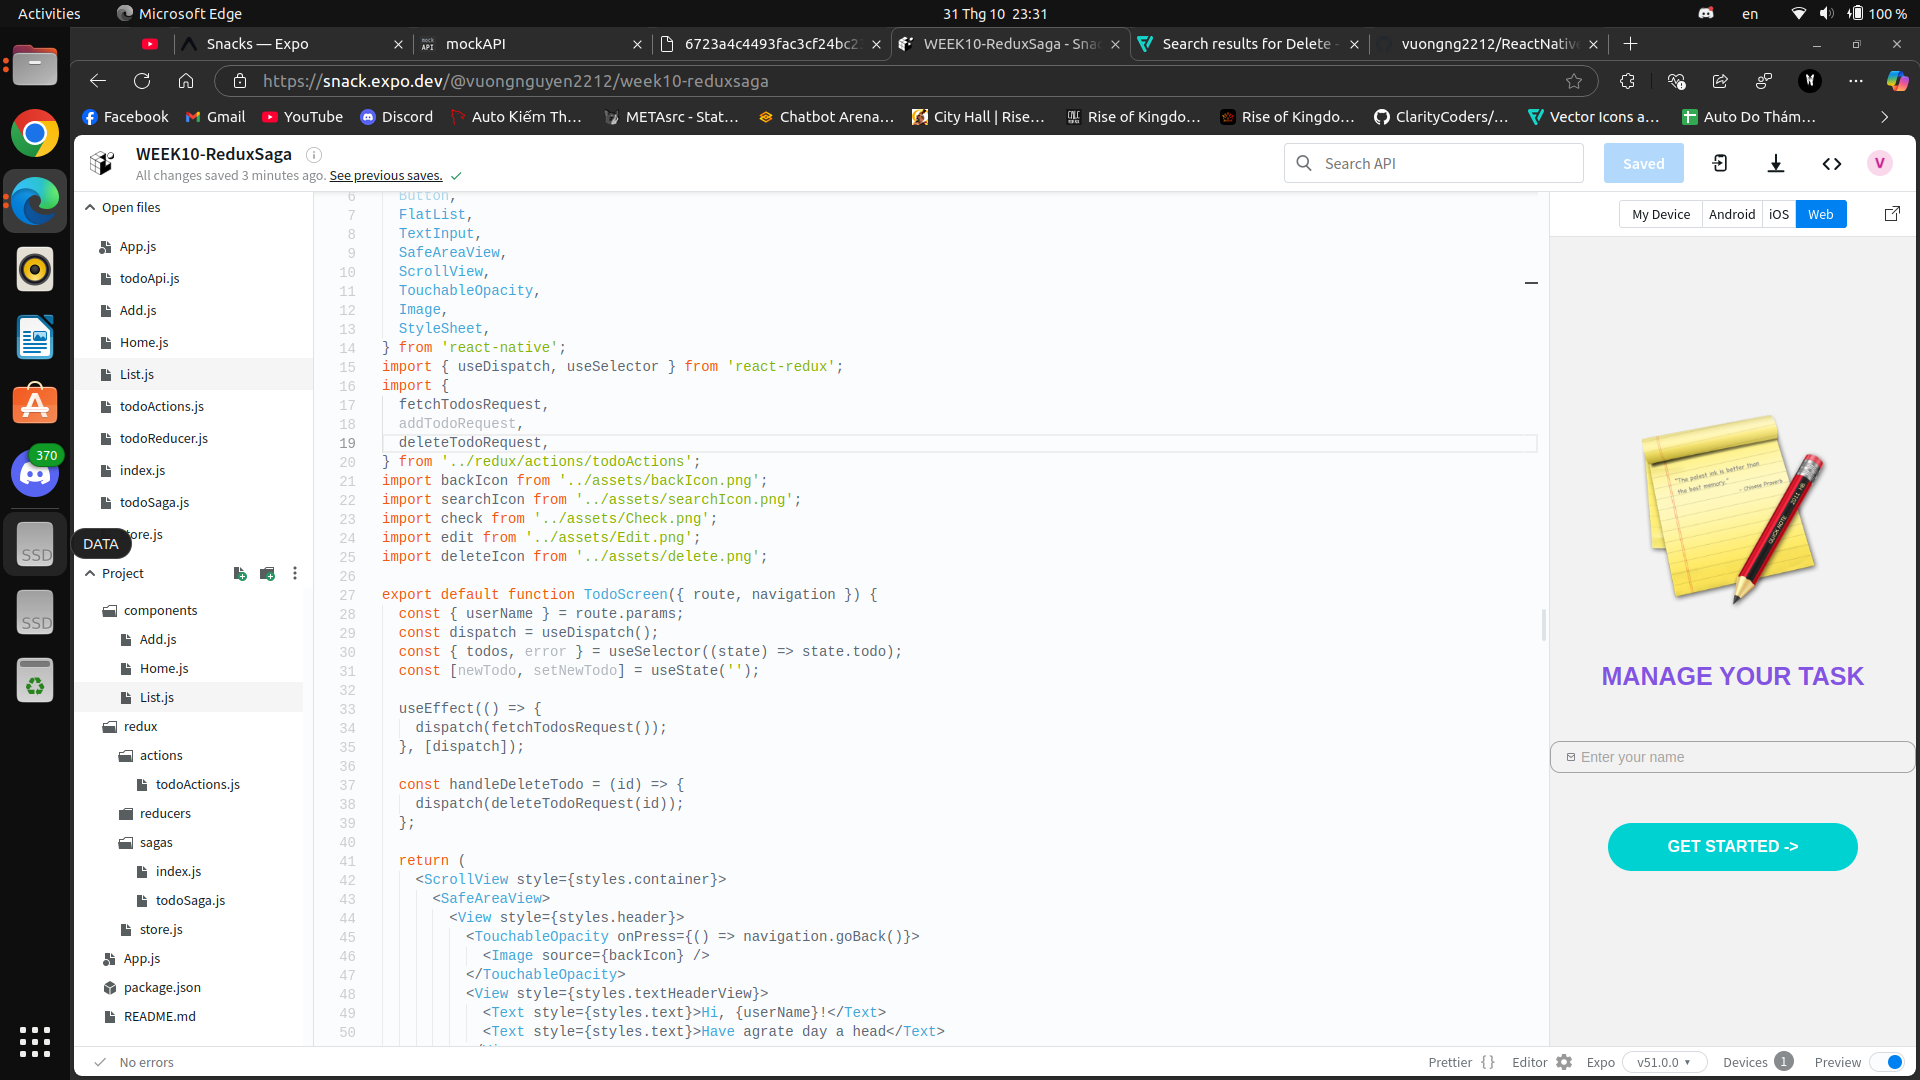 Activities
Microsoft Edge
31 Thg 10 23:31
en
100 %
Snacks — Expo
mockAPI
6723a4c4493fac3cf24bc2
WEEK10-ReduxSaga - Snac
Search results for Delete -
vuongng2212/ReactNative
https://snack.expo.dev/@vuongnguyen2212/week10-reduxsaga
Facebook
Gmail
YouTube
Discord
Auto Kiếm Th...
METAsrc - Stat...
Chatbot Arena...
City Hall | Rise...
Rise of Kingdo...
Rise of Kingdo...
ClarityCoders/...
Vector Icons a...
Auto Do Thám...
WEEK10-ReduxSaga
All changes saved 3 minutes ago. See previous saves.
Search API
Saved
V
Open files
App.js
todoApi.js
Add.js
Home.js
List.js
todoActions.js
todoReducer.js
index.js
todoSaga.js
tore.js
DATA
370
SSD
SSD
Project
components
Add.js
Home.js
List.js
redux
actions
todoActions.js
reducers
sagas
index.js
todoSaga.js
store.js
App.js
package.json
README.md
6 Button,
7 FlatList,
8 TextInput,
9 SafeAreaView,
10 ScrollView,
11 TouchableOpacity,
12 Image,
13 StyleSheet,
14 } from 'react-native';
15 import { useDispatch, useSelector } from 'react-redux';
16 import {
17 fetchTodosRequest,
18 addTodoRequest,
19 deleteTodoRequest,
20 } from '../redux/actions/todoActions';
21 import backIcon from '../assets/backIcon.png';
22 import searchIcon from '../assets/searchIcon.png';
23 import check from '../assets/Check.png';
24 import edit from '../assets/Edit.png';
25 import deleteIcon from '../assets/delete.png';
26
27 export default function TodoScreen({ route, navigation }) {
28 const { userName } = route.params;
29 const dispatch = useDispatch();
30 const { todos, error } = useSelector((state) => state.todo);
31 const [newTodo, setNewTodo] = useState('');
32
33 useEffect(() => {
34 dispatch(fetchTodosRequest());
35 }, [dispatch]);
36
37 const handleDeleteTodo = (id) => {
38 dispatch(deleteTodoRequest(id));
39 };
40
41 return (
42 <ScrollView style={styles.container}>
43 <SafeAreaView>
44 <View style={styles.header}>
45 <TouchableOpacity onPress={() => navigation.goBack()}>
46 <Image source={backIcon} />
47 </TouchableOpacity>
48 <View style={styles.textHeaderView}>
49 <Text style={styles.text}>Hi, {userName}!</Text>
50 <Text style={styles.text}>Have agrate day a head</Text>
My Device
Android
iOS
Web
"The palest ink is better than
the best memory."
- Chinese Proverb
MANAGE YOUR TASK
Enter your name
GET STARTED ->
No errors
Prettier { }
Editor
Expo
v51.0.0
Devices 1
Preview